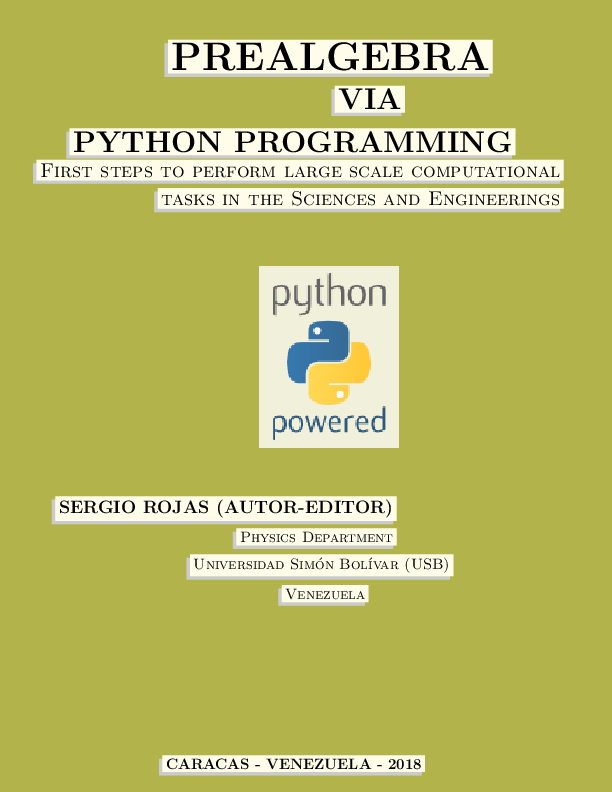 PREALGEBRA
VIA
PYTHON PROGRAMMING
First steps to perform large scale computational
tasks in the Sciences and Engineerings
python
powered
SERGIO ROJAS (AUTOR-EDITOR)
Physics Department
Universidad Simón Bolívar (USB)
Venezuela
CARACAS - VENEZUELA - 2018